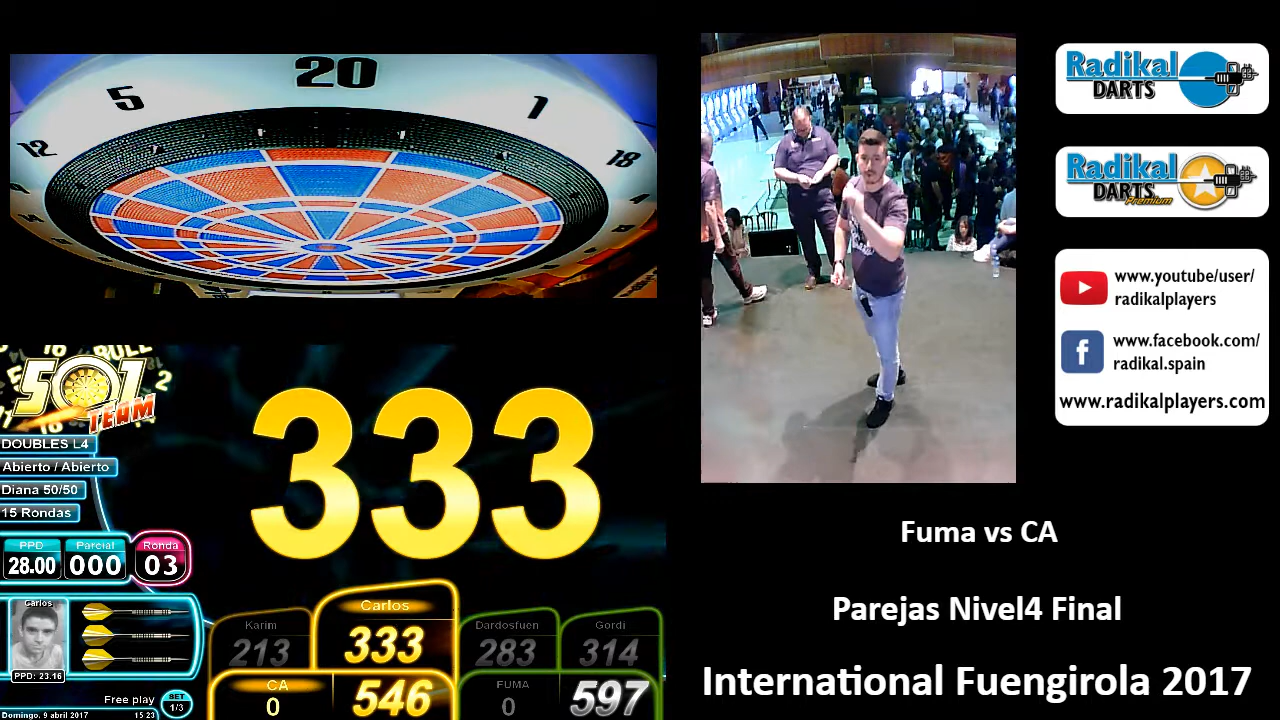 20
5
1
12
18
4
14
501
TEAM
DOUBLES L4
Abierto / Abierto
Diana 50/50
15 Rondas
PPD
28.00
Parcial
000
Ronda
03
333
Carlos
PPD: 23.16
Free play
SET
1/3
Domingo, 9 abril 2017
15 23
Karim
213
Carlos
333
Dardosfuen
283
Gordi
314
CA
0
546
FUMA
0
597
Radikal
DARTS
Radikal
DARTS
Premium
www.youtube/user/
radikalplayers
www.facebook.com/
radikal.spain
www.radikalplayers.com
Fuma vs CA
Parejas Nivel4 Final
International Fuengirola 2017